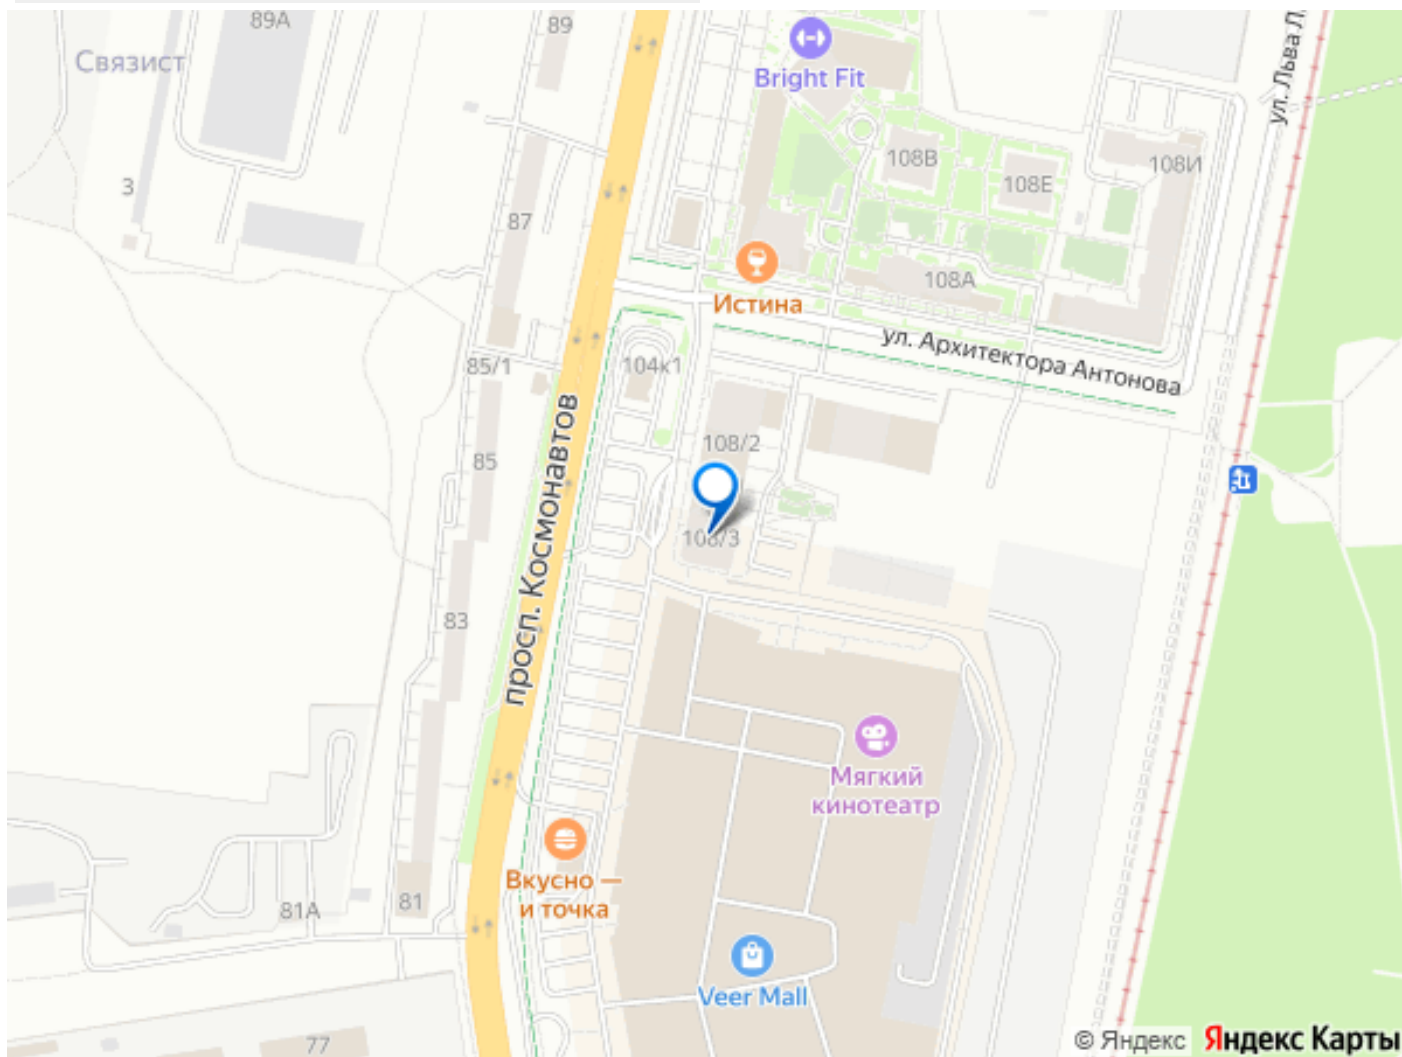 89А
89
Связист
Bright Fit
ул. Льва Л
3
108В
108Е
108И
87
Истина
108А
ул. Архитектора Антонова
85/1
104к1
просп. Космонавтов
108/2
85
108/3
83
Мягкий
кинотеатр
Вкусно —
и точка
81А
81
Veer Mall
77
© Яндекс Яндекс Карты